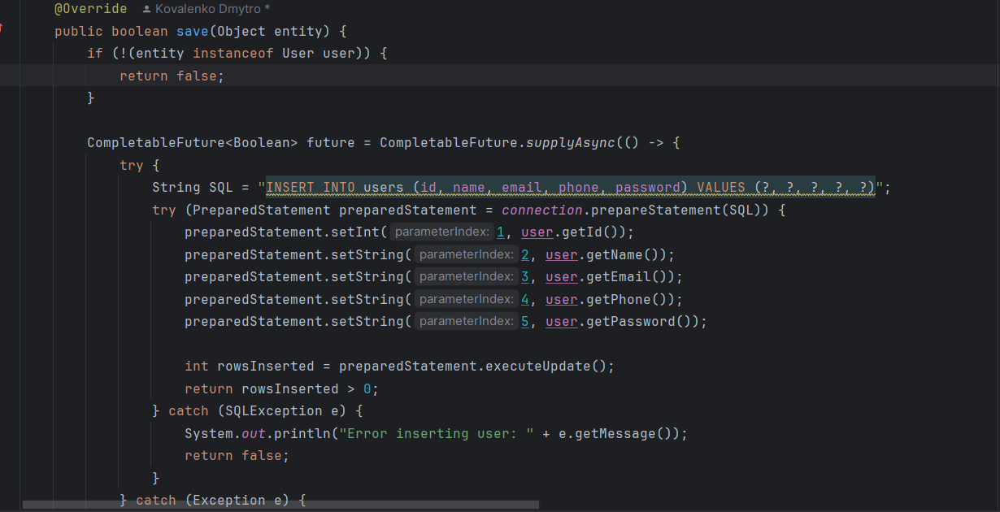 @Override Kovalenko Dmytro *
public boolean save(Object entity) {
if (!(entity instanceof User user)) {
return false;
}
CompletableFuture<Boolean> future = CompletableFuture.supplyAsync(() -> {
try {
String SQL = "INSERT INTO users (id, name, email, phone, password) VALUES (?, ?, ?, ?, ?)";
try (PreparedStatement preparedStatement = connection.prepareStatement(SQL)) {
preparedStatement.setInt( parameterIndex: 1, user.getId());
preparedStatement.setString( parameterIndex: 2, user.getName());
preparedStatement.setString( parameterIndex: 3, user.getEmail());
preparedStatement.setString( parameterIndex: 4, user.getPhone());
preparedStatement.setString( parameterIndex: 5, user.getPassword());
int rowsInserted = preparedStatement.executeUpdate();
return rowsInserted > 0;
} catch (SQLException e) {
System.out.println("Error inserting user: " + e.getMessage());
return false;
}
} catch (Exception e) {